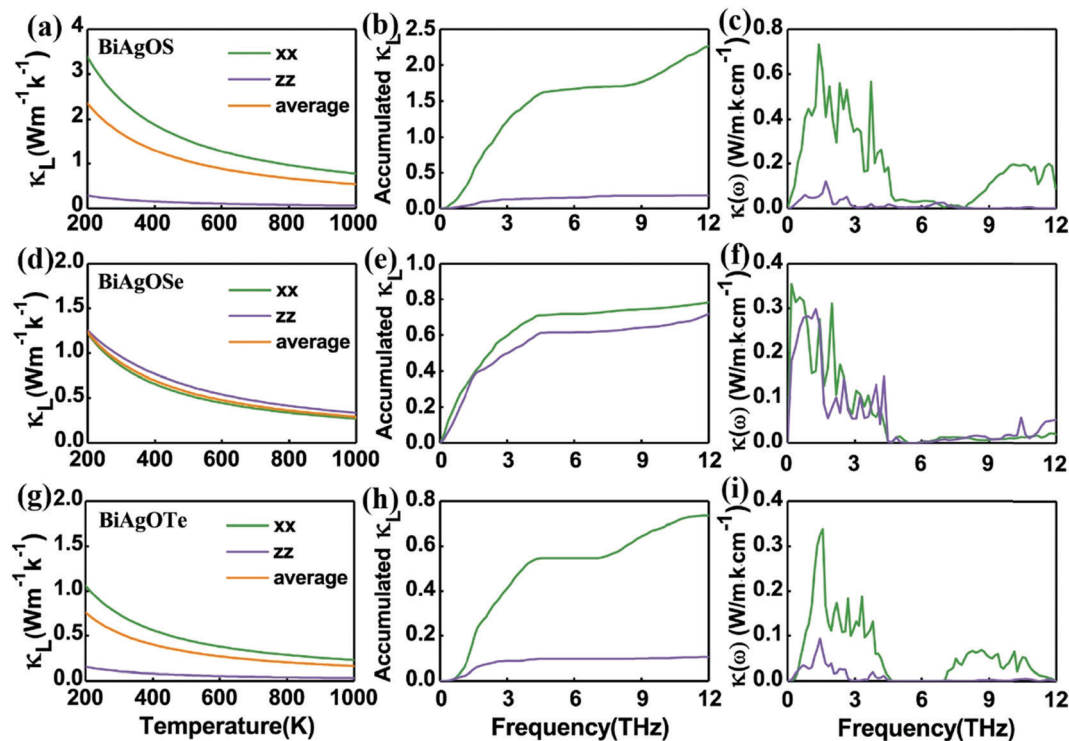 (a)
BiAgOS
xx
zz
average
κL(Wm-1k-1)
4
3
2
1
0
200 400 600 800 1000
(b)
Accumulated κL
2.5
2.0
1.5
1.0
0.5
0.0
0 3 6 9 12
(c)
κ(ω) (W/m·k·cm-1)
0.8
0.6
0.4
0.2
0.0
0 3 6 9 12
(d)
BiAgOSe
xx
zz
average
κL(Wm-1k-1)
2.0
1.5
1.0
0.5
0.0
200 400 600 800 1000
(e)
Accumulated κL
1.0
0.8
0.6
0.4
0.2
0.0
0 3 6 9 12
(f)
κ(ω) (W/m·k·cm-1)
0.4
0.3
0.2
0.1
0.0
0 3 6 9 12
(g)
BiAgOTe
xx
zz
average
κL(Wm-1k-1)
2.0
1.5
1.0
0.5
0.0
200 400 600 800 1000
Temperature(K)
(h)
Accumulated κL
0.8
0.6
0.4
0.2
0.0
0 3 6 9 12
Frequency(THz)
(i)
κ(ω) (W/m·k·cm-1)
0.4
0.3
0.2
0.1
0.0
0 3 6 9 12
Frequency(THz)